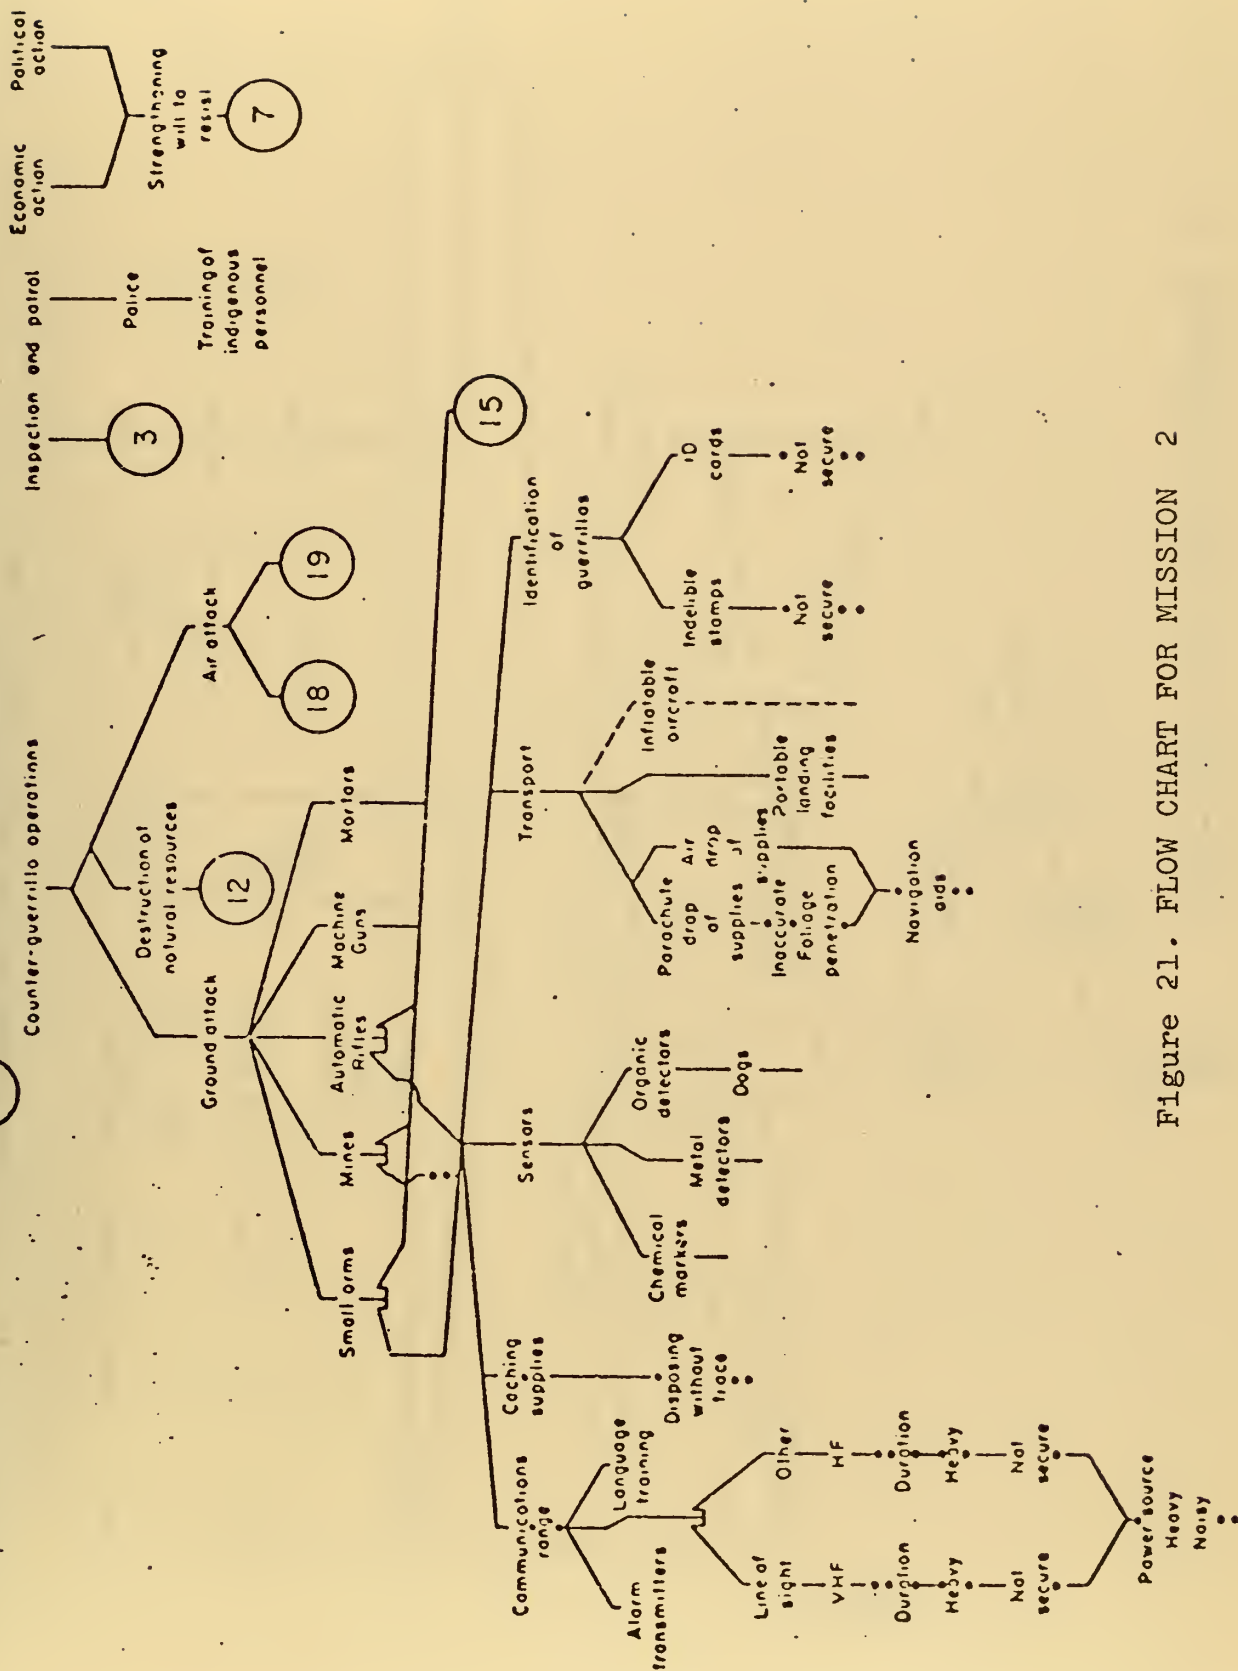 Counter-guerrilla operations
Inspection and patrol
Economic
action
Political
action
Ground attack
Destruction of
natural resources
Air attack
3
Police
Training of
indigenous
personnel
Strengthening
will to
resist
7
12
18
19
Small arms
Mines
Automatic
Rifles
Machine
Guns
Mortars
15
Communications
range
Caching
supplies
Sensors
Transport
Identification
of
guerrillas
Alarm
transmitters
Language
training
Disposing
without
trace
Chemical
markers
Metal
detectors
Organic
detectors
Dogs
Parachute
drop
of
supplies
Inaccurate
Foliage
penetration
Air
drop
of
supplies
Navigation
aids
Portable
landing
facilities
Inflatable
aircraft
Indelible
stamps
Not
secure
ID
cards
Not
secure
Line of
sight
VHF
Duration
Heavy
Not
secure
Other
HF
Duration
Heavy
Not
secure
Power source
Heavy
Noisy
Figure 21. FLOW CHART FOR MISSION 2